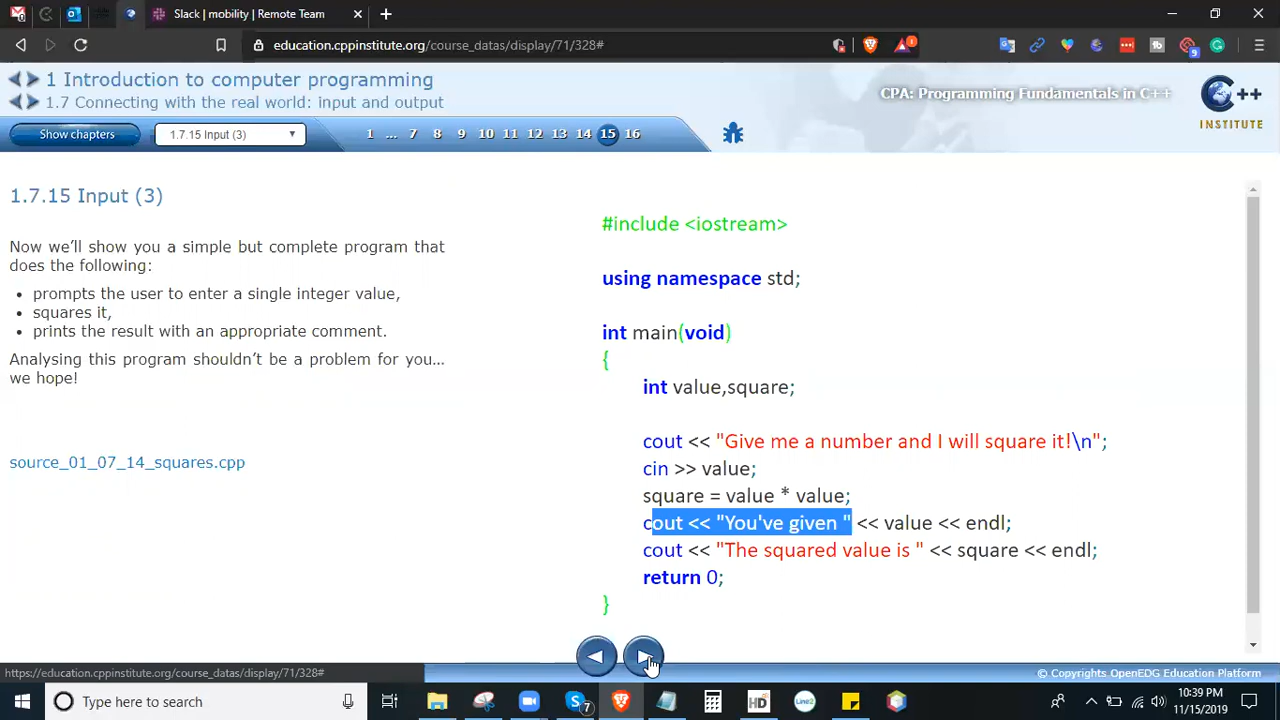 Slack | mobility | Remote Team
education.cppinstitute.org/course_datas/display/71/328#
1 Introduction to computer programming
1.7 Connecting with the real world: input and output
CPA: Programming Fundamentals in C++
C++
INSTITUTE
Show chapters
1.7.15 Input (3)
1 ... 7 8 9 10 11 12 13 14 15 16
1.7.15 Input (3)
Now we'll show you a simple but complete program that
does the following:
• prompts the user to enter a single integer value,
• squares it,
• prints the result with an appropriate comment.
Analysing this program shouldn't be a problem for you…
we hope!
source_01_07_14_squares.cpp
#include <iostream>
using namespace std;
int main(void)
{
int value,square;
cout << "Give me a number and I will square it!\n";
cin >> value;
square = value * value;
cout << "You've given " << value << endl;
cout << "The squared value is " << square << endl;
return 0;
}
https://education.cppinstitute.org/course_datas/display/71/328#
© Copyrights OpenEDG Education Platform
Type here to search
7
HD
Line2
10:39 PM
11/15/2019